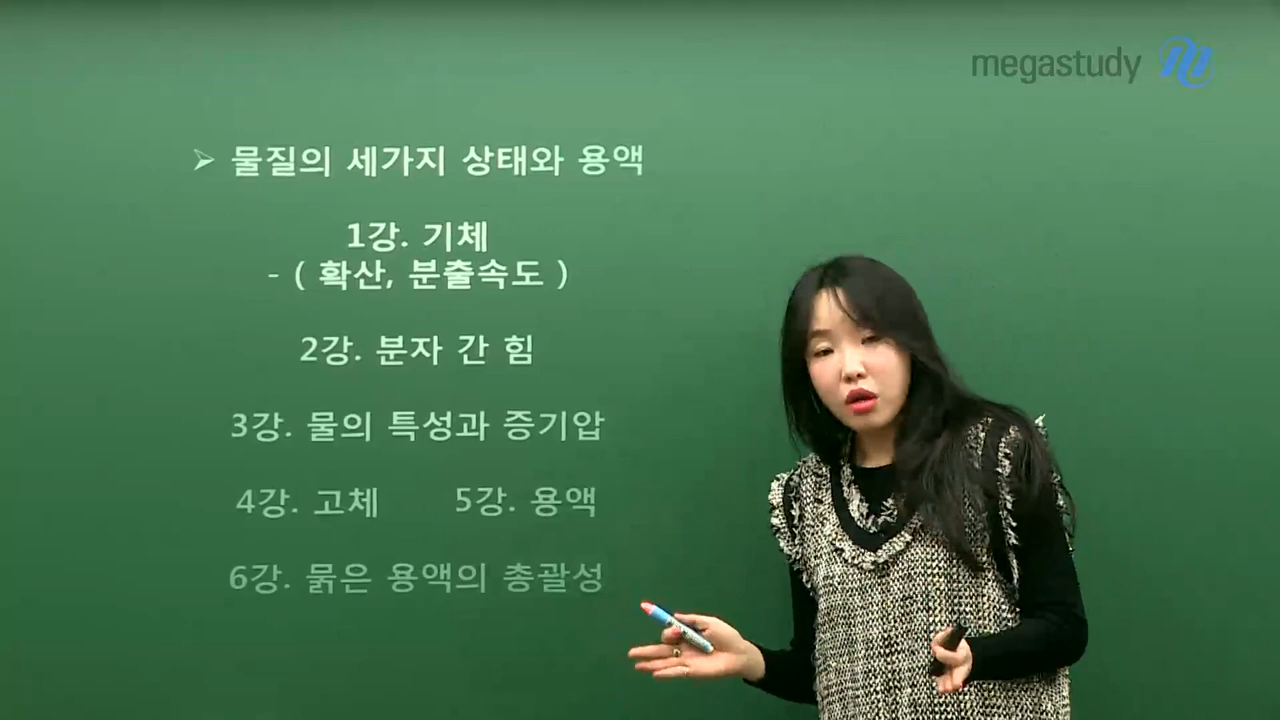 megastudy
➢ 물질의 세가지 상태와 용액
1강. 기체
- ( 확산, 분출속도 )
2강. 분자 간 힘
3강. 물의 특성과 증기압
4강. 고체 5강. 용액
6강. 묽은 용액의 총괄성